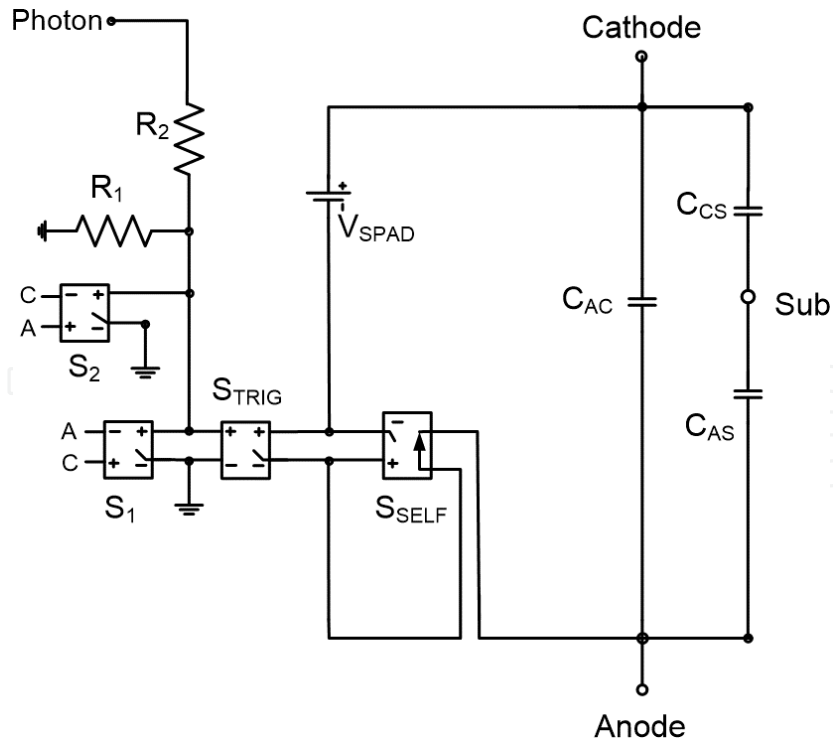 Photon
Cathode
R2
R1
+
-
VSPAD
CCS
CAC
Sub
C - +
A + -
S2
STRIG
CAS
A - + + + -
C + - - - +
S1
SSELF
Anode